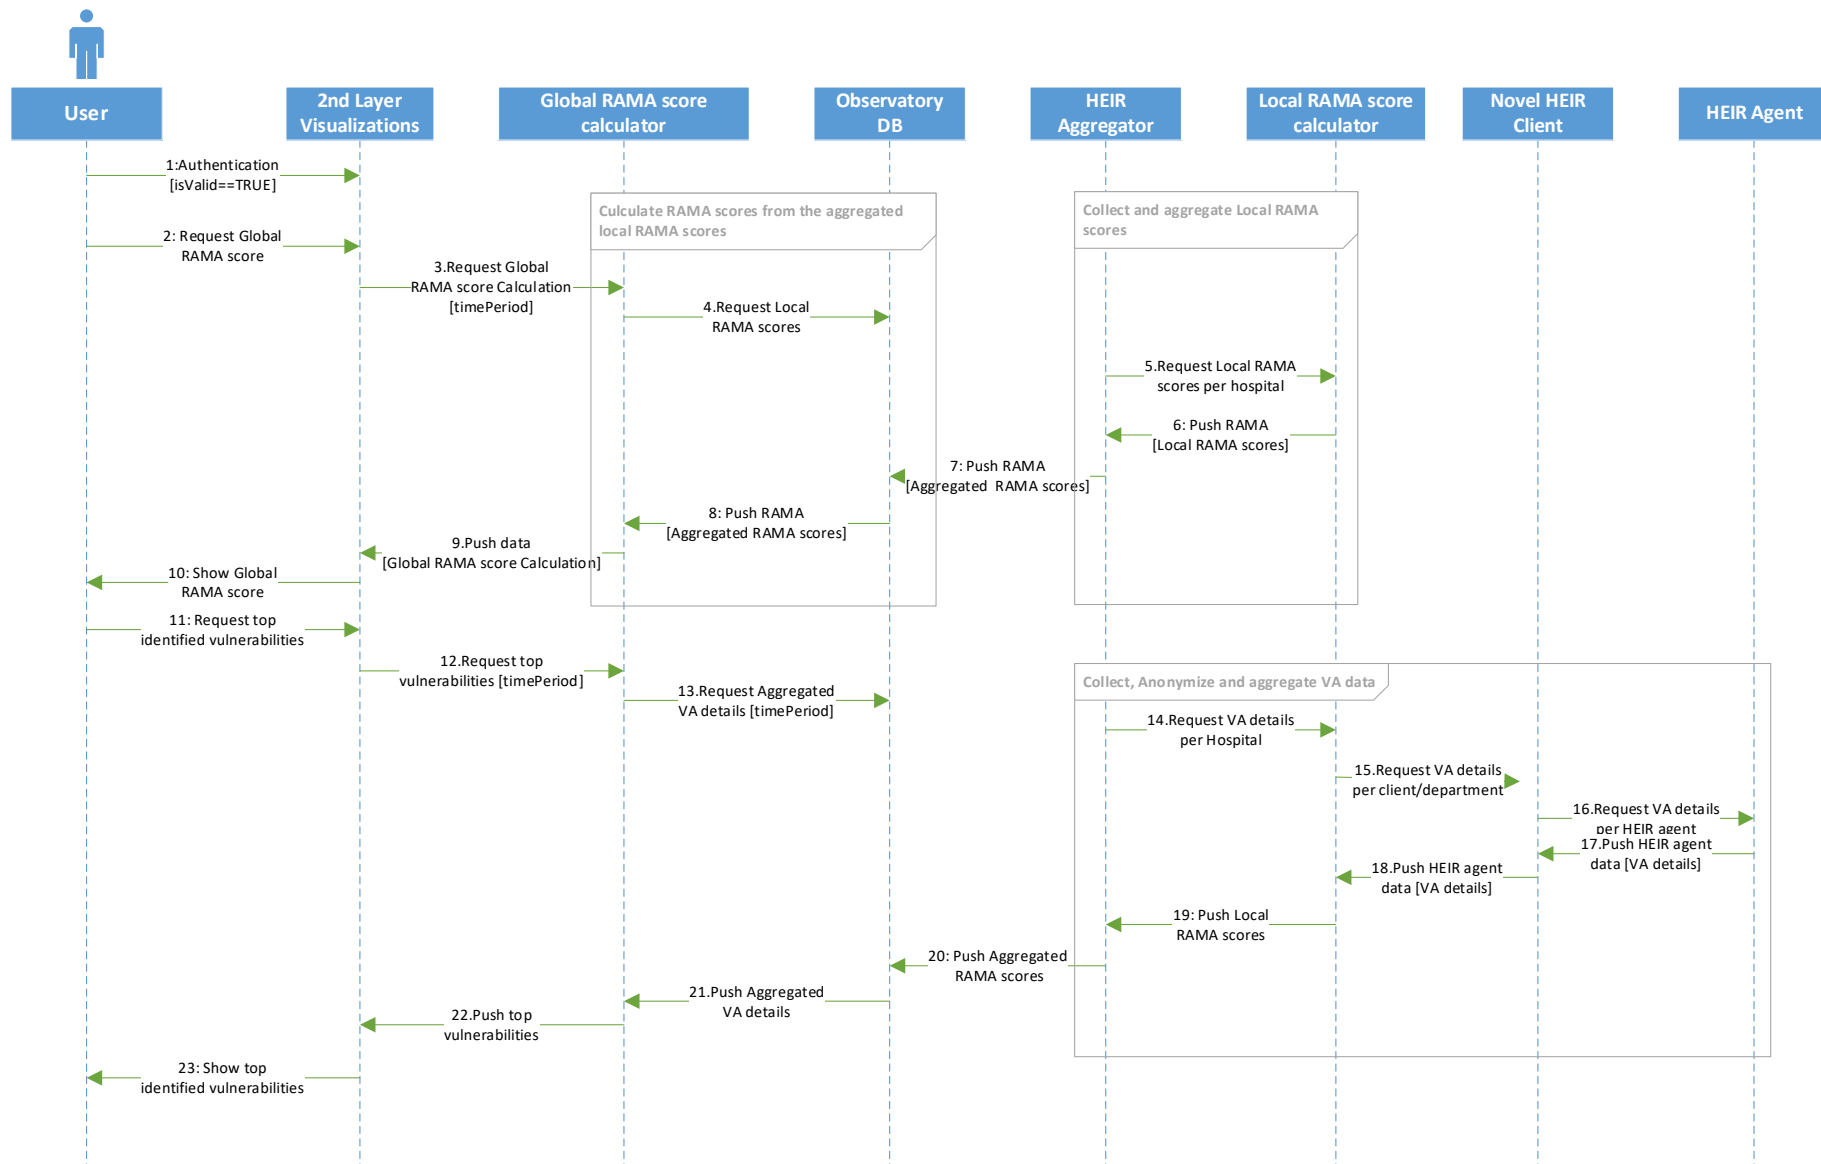 User
2nd Layer
Visualizations
Global RAMA score
calculator
Observatory
DB
HEIR
Aggregator
Local RAMA score
calculator
Novel HEIR
Client
HEIR Agent
1:Authentication
[isValid==TRUE]
Culculate RAMA scores from the aggregated
local RAMA scores
Collect and aggregate Local RAMA
scores
2: Request Global
RAMA score
3.Request Global
RAMA score Calculation
[timePeriod]
4.Request Local
RAMA scores
5.Request Local RAMA
scores per hospital
6: Push RAMA
[Local RAMA scores]
7: Push RAMA
[Aggregated  RAMA scores]
8: Push RAMA
[Aggregated RAMA scores]
9.Push data
[Global RAMA score Calculation]
10: Show Global
RAMA score
11: Request top
identified vulnerabilities
12.Request top
vulnerabilities [timePeriod]
Collect, Anonymize and aggregate VA data
13.Request Aggregated
VA details [timePeriod]
14.Request VA details
per Hospital
15.Request VA details
per client/department
16.Request VA details
per HEIR agent
17.Push HEIR agent
data [VA details]
18.Push HEIR agent
data [VA details]
19: Push Local
RAMA scores
20: Push Aggregated
RAMA scores
21.Push Aggregated
VA details
22.Push top
vulnerabilities
23: Show top
identified vulnerabilities